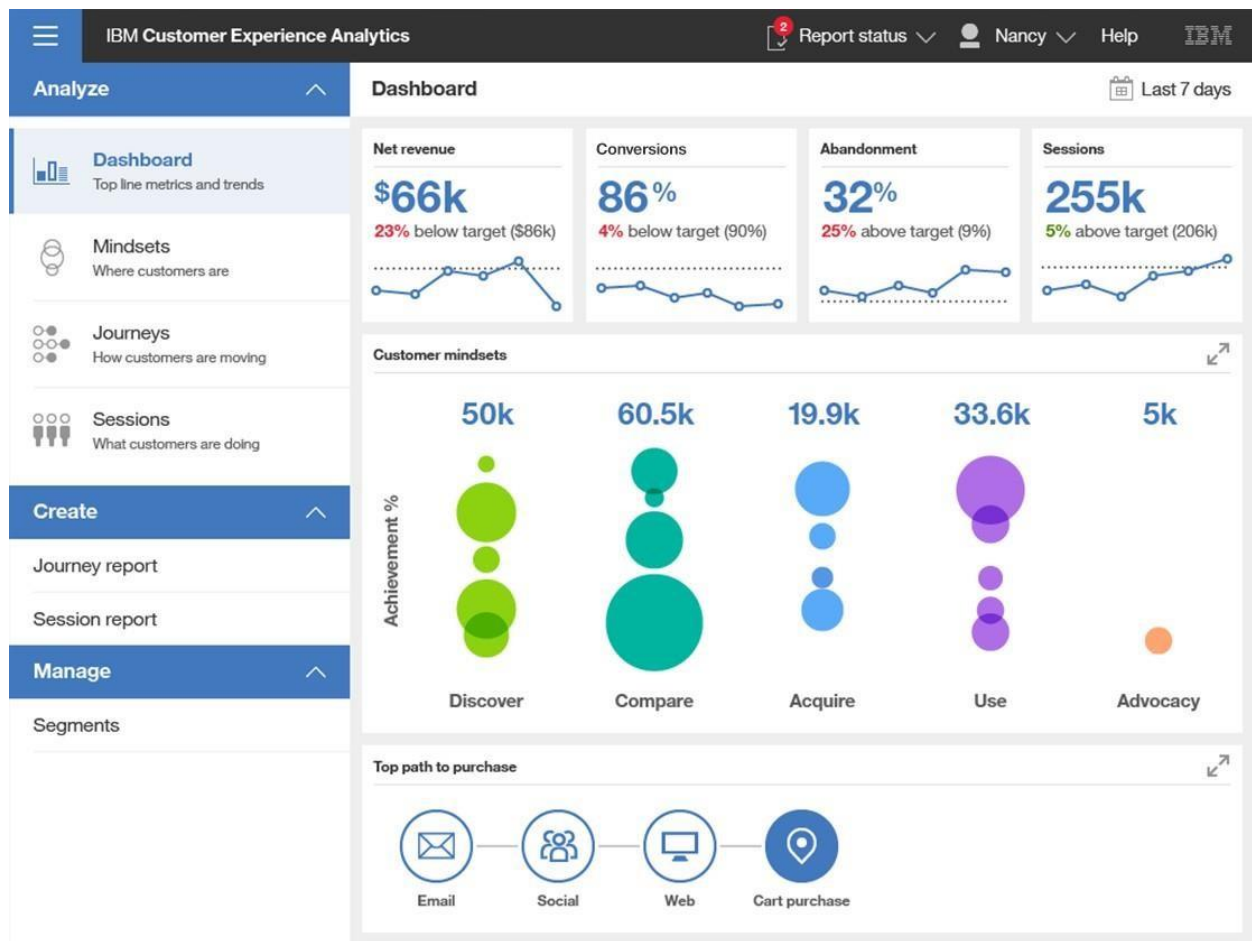 IBM Customer Experience Analytics
2
Report status
Nancy
Help
IBM
Analyze
Dashboard
Top line metrics and trends
Mindsets
Where customers are
Journeys
How customers are moving
Sessions
What customers are doing
Create
Journey report
Session report
Manage
Segments
Dashboard
Last 7 days
Net revenue
$66k
23% below target ($86k)
Conversions
86%
4% below target (90%)
Abandonment
32%
25% above target (9%)
Sessions
255k
5% above target (206k)
Customer mindsets
50k
60.5k
19.9k
33.6k
5k
Achievement %
Discover
Compare
Acquire
Use
Advocacy
Top path to purchase
Email
Social
Web
Cart purchase